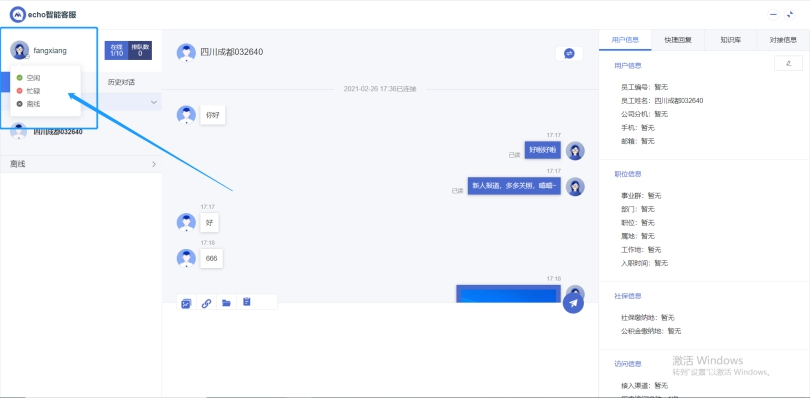 echo智能客服
fangxiang
在线
1/10
排队数
0
空闲
忙碌
离线
历史对话
四川成都032640
离线
四川成都032640
2021-02-26 17:36已连接
你好
17:17
已读
好啦好啦
17:17
已读
新人报道，多多关照，嘻嘻~
17:17
好
17:18
666
17:18
用户信息
快捷回复
知识库
对接信息
用户信息
员工编号：暂无
员工姓名：四川成都032640
公司分机：暂无
手机：暂无
邮箱：暂无
职位信息
事业群：暂无
部门：暂无
职位：暂无
属地：暂无
工作地：暂无
入职时间：暂无
社保信息
社保缴纳地：暂无
公积金缴纳地：暂无
访问信息
接入渠道：暂无
激活 Windows
转到"设置"以激活 Windows。